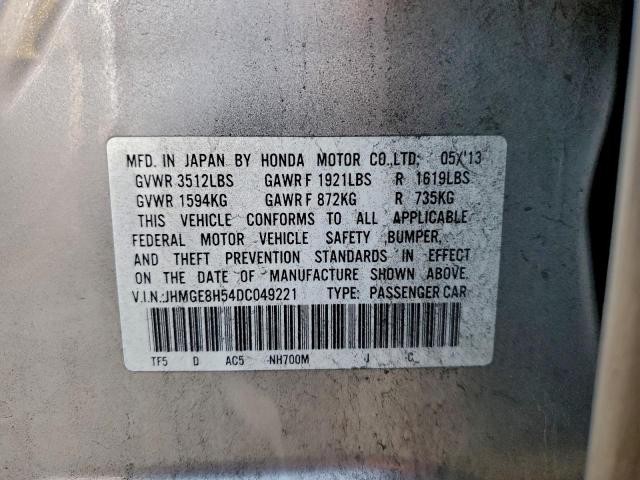 MFD. IN JAPAN BY HONDA MOTOR CO.,LTD; 05/'13
GVWR 3512LBS GAWR F 1921LBS R 1619LBS
GVWR 1594KG GAWR F 872KG R 735KG
THIS VEHICLE CONFORMS TO ALL APPLICABLE
FEDERAL MOTOR VEHICLE SAFETY BUMPER,
AND THEFT PREVENTION STANDARDS IN EFFECT
ON THE DATE OF MANUFACTURE SHOWN ABOVE.
V.I.N.:JHMGE8H54DC049221 TYPE: PASSENGER CAR
TF5 D AC5 NH700M J C